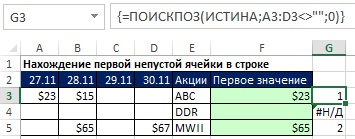 G3 {=ПОИСКПОЗ(ИСТИНА;A3:D3<>"";0)}
A B C D E F G
1 Нахождение первой непустой ячейки в строке
2 27.11 28.11 29.11 30.11 Акции Первое значение
3 $23 $15 ABC $23 1
4 DDR #Н/Д
5 $65 $67 MWII $65 2